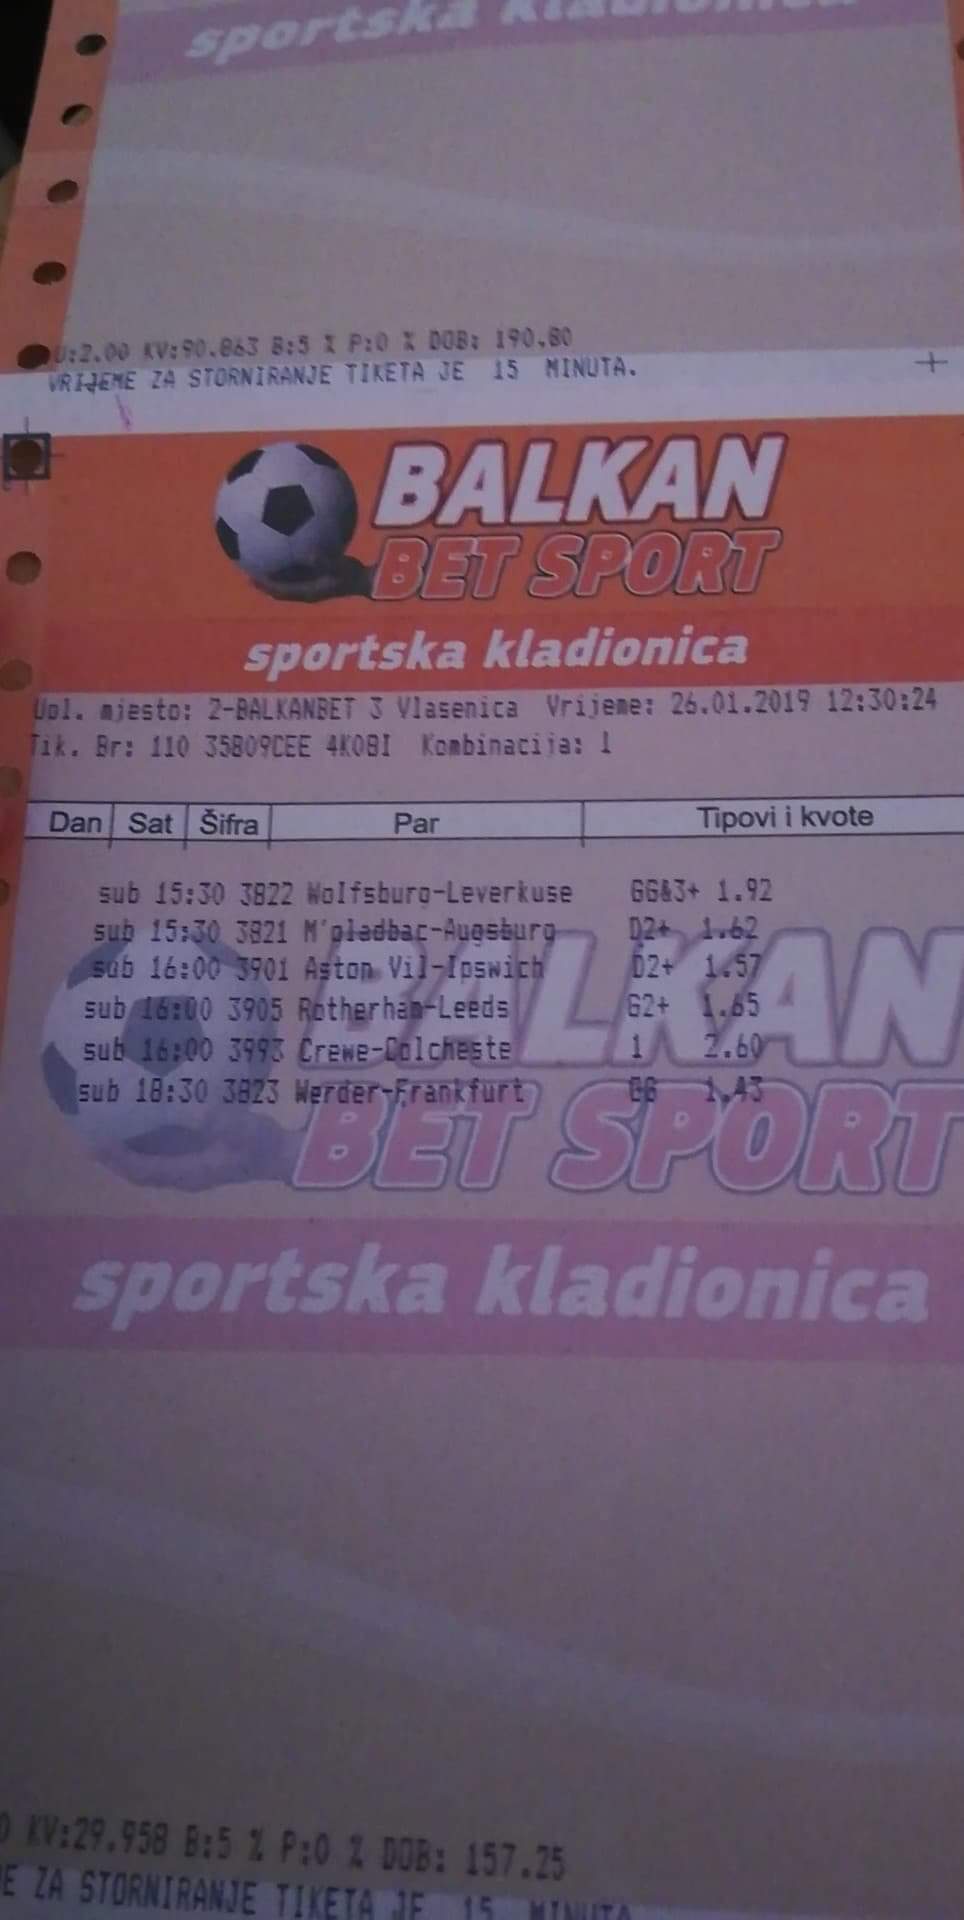 sportska kladionica
U:2.00 KV:90.863 B:5 % P:0 % DOB: 190.80
VRIJEME ZA STORNIRANJE TIKETA JE 15 MINUTA.
BALKAN
BET SPORT
sportska kladionica
Upl. mjesto: 2-BALKANBET 3 Vlasenica Vrijeme: 26.01.2019 12:30:24
Tik. Br: 110 35809CEE 4K0BI Kombinacija: 1
Dan Sat Šifra Par Tipovi i kvote
sub 15:30 3822 Wolfsburg-Leverkuse GG&3+ 1.92
sub 15:30 3821 M'gladbac-Augsburg D2+ 1.62
sub 16:00 3901 Aston Vil-Ipswich D2+ 1.57
sub 16:00 3905 Rotherham-Leeds G2+ 1.65
sub 16:00 3993 Crewe-Colcheste 1 2.60
sub 18:30 3823 Werder-Frankfurt GG 1.43
BALKAN
BET SPORT
sportska kladionica
0 KV:29.958 B:5 % P:0 % DOB: 157.25
E ZA STORNIRANJE TIKETA JE 15 MINUTA